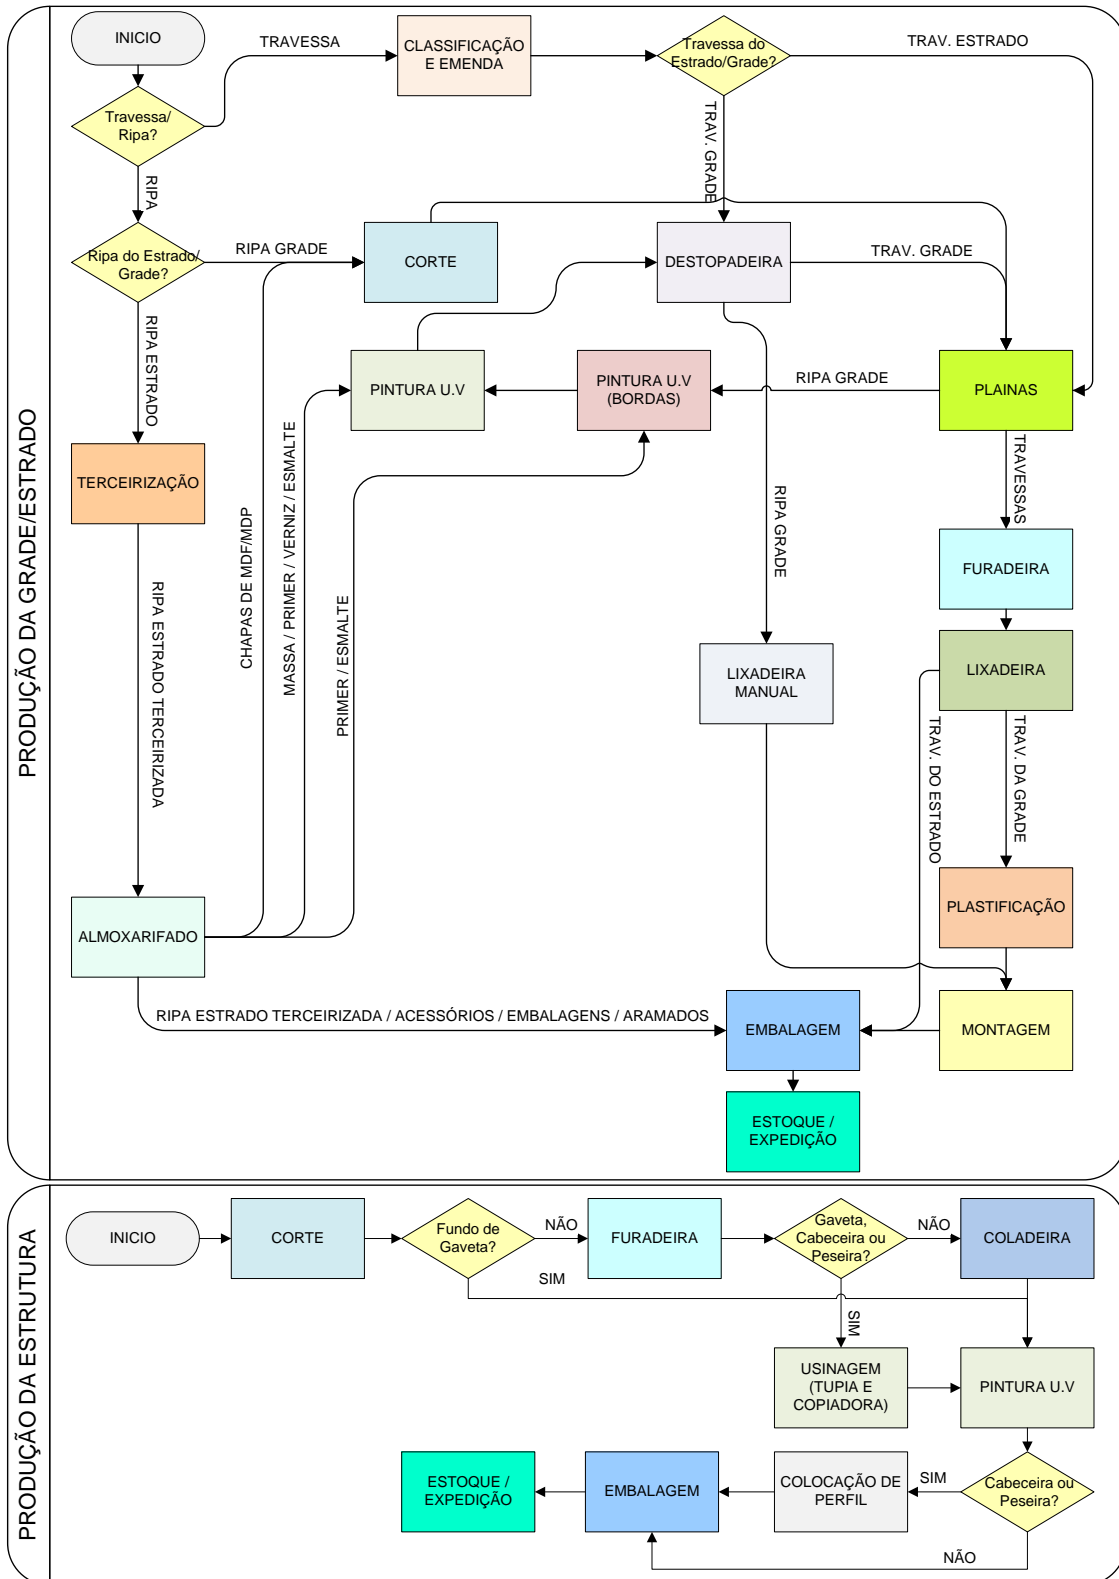 PRODUÇÃO DA GRADE/ESTRADO
INICIO
TRAVESSA
CLASSIFICAÇÃO
E EMENDA
Travessa do
Estrado/Grade?
TRAV. ESTRADO
Travessa/
Ripa?
TRAV. GRADE
RIPA
Ripa do Estrado/
Grade?
RIPA GRADE
CORTE
DESTOPADEIRA
TRAV. GRADE
RIPA ESTRADO
PINTURA U.V
PINTURA U.V
(BORDAS)
RIPA GRADE
PLAINAS
TERCEIRIZAÇÃO
TRAVESSAS
RIPA GRADE
FURADEIRA
CHAPAS DE MDF/MDP
MASSA / PRIMER / VERNIZ / ESMALTE
PRIMER / ESMALTE
RIPA ESTRADO TERCEIRIZADA
LIXADEIRA
MANUAL
LIXADEIRA
TRAV. DO ESTRADO
TRAV. DA GRADE
ALMOXARIFADO
PLASTIFICAÇÃO
RIPA ESTRADO TERCEIRIZADA / ACESSÓRIOS / EMBALAGENS / ARAMADOS
EMBALAGEM
MONTAGEM
ESTOQUE /
EXPEDIÇÃO
PRODUÇÃO DA ESTRUTURA
INICIO
CORTE
Fundo de
Gaveta?
NÃO
FURADEIRA
Gaveta,
Cabeceira ou
Peseira?
NÃO
COLADEIRA
SIM
SIM
USINAGEM
(TUPIA E
COPIADORA)
PINTURA U.V
ESTOQUE /
EXPEDIÇÃO
EMBALAGEM
COLOCAÇÃO DE
PERFIL
SIM
Cabeceira ou
Peseira?
NÃO